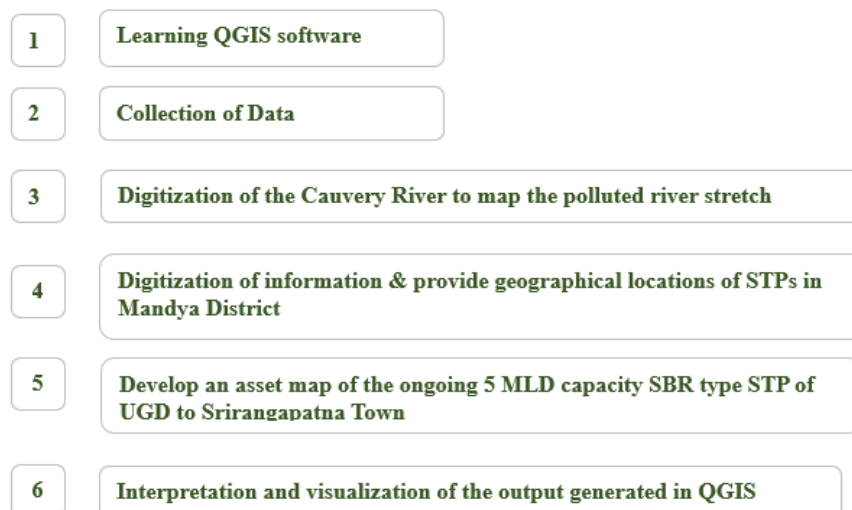 1 Learning QGIS software
2 Collection of Data
3 Digitization of the Cauvery River to map the polluted river stretch
4 Digitization of information & provide geographical locations of STPs in
Mandya District
5 Develop an asset map of the ongoing 5 MLD capacity SBR type STP of
UGD to Srirangapatna Town
6 Interpretation and visualization of the output generated in QGIS